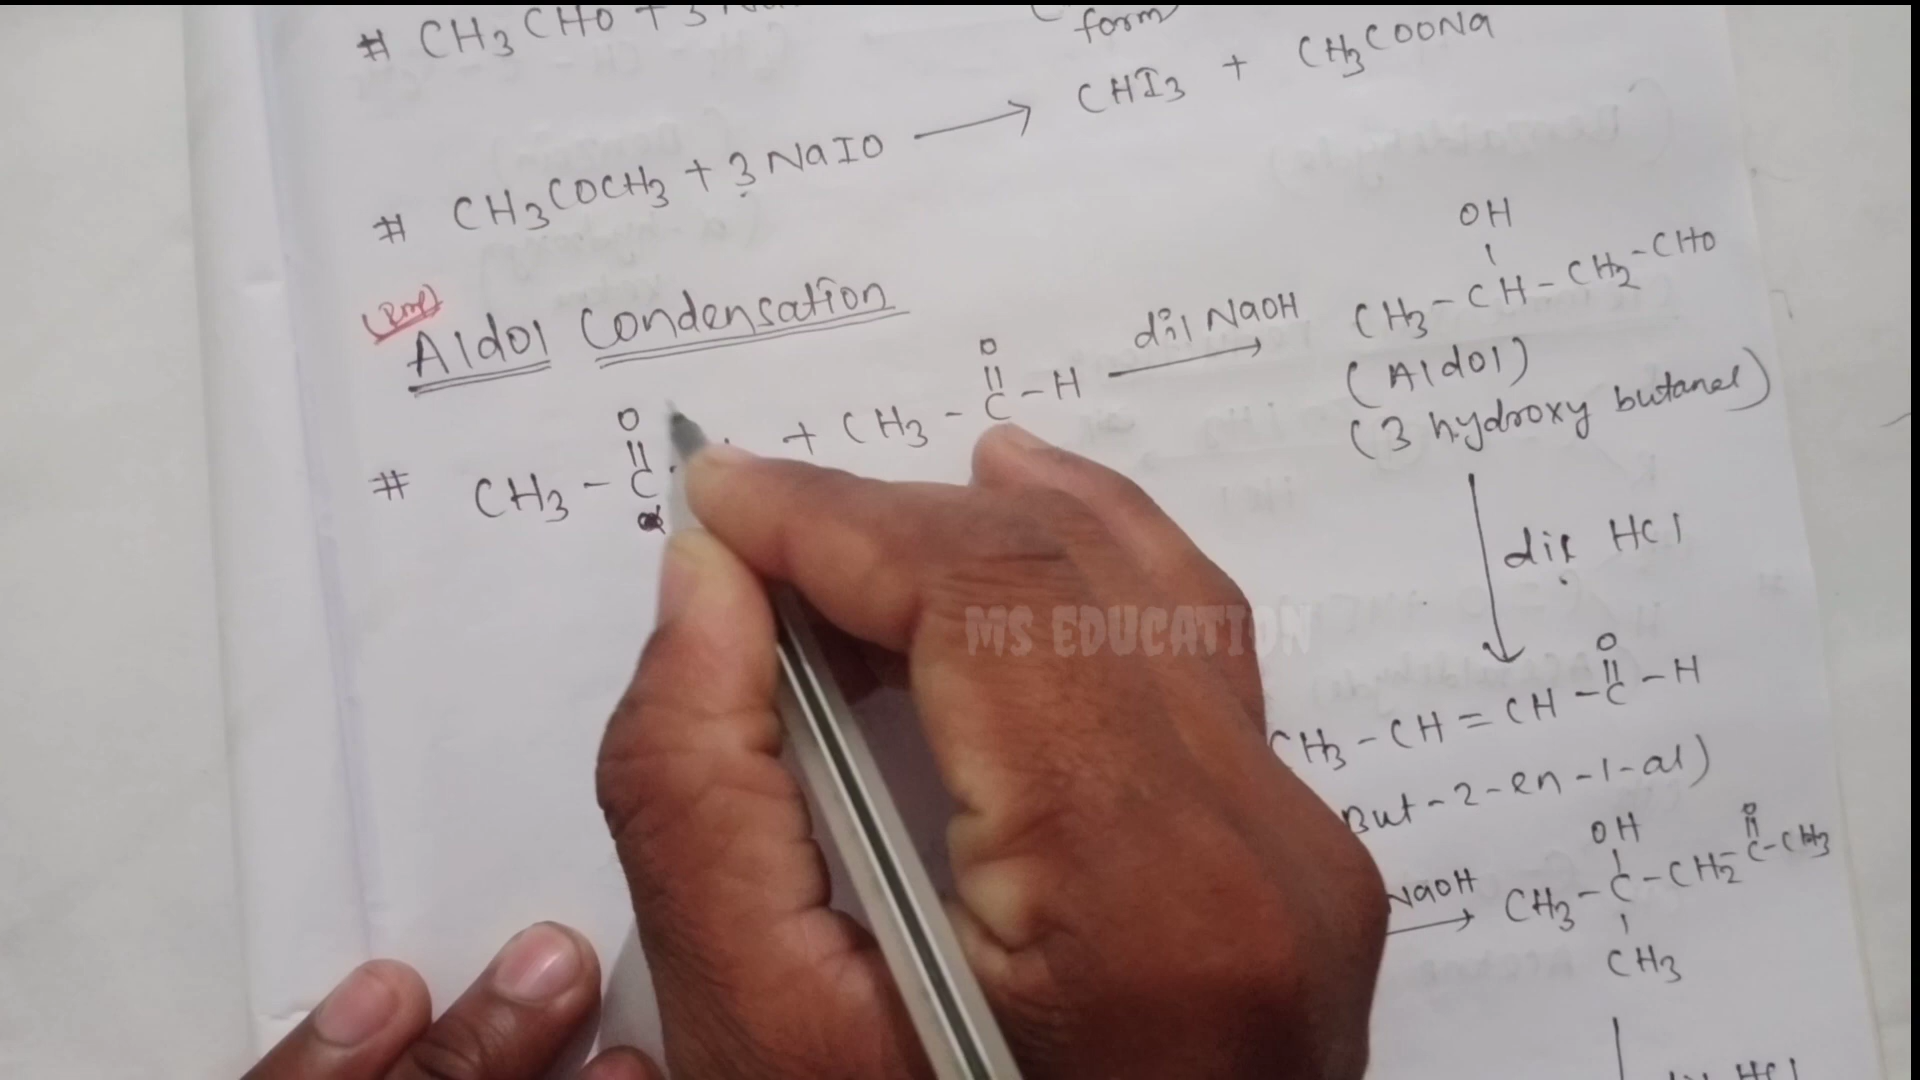 # CH3CHO + 3
form
# CH3COCH3 + 3 NaIO → CHI3 + CH3COONa
Aldol Condensation
# CH3 - C + CH3 - C - H dil NaOH → CH3 - CH - CH2 - CHO
O
O
OH
(Aldol)
(3 hydroxy butanal)
dil HCl
O
CH3 - CH = CH - C - H
But-2-en-1-al)
NaOH → CH3 - C - CH2 - C - CH3
OH
O
CH3
HCl
MS EDUCATION